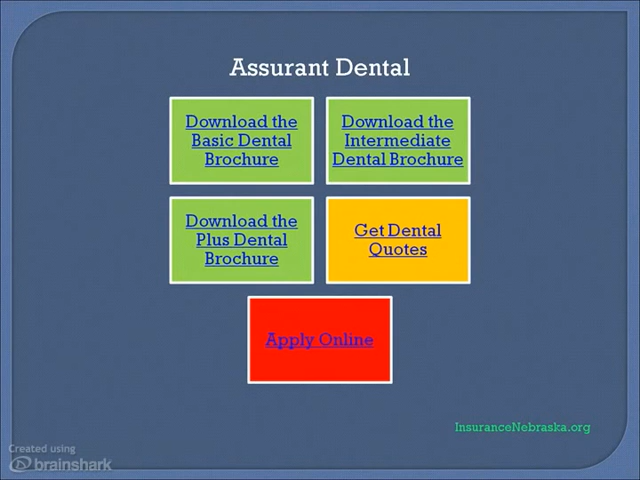 Assurant Dental
Download the
Basic Dental
Brochure
Download the
Intermediate
Dental Brochure
Download the
Plus Dental
Brochure
Get Dental
Quotes
Apply Online
InsuranceNebraska.org
Created using
brainshark